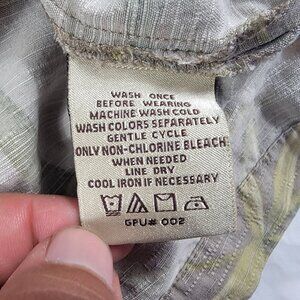 WASH ONCE
BEFORE WEARING
MACHINE WASH COLD
WASH COLORS SEPARATELY
GENTLE CYCLE
ONLY NON-CHLORINE BLEACH
WHEN NEEDED
LINE DRY
COOL IRON IF NECESSARY
GPU# 002